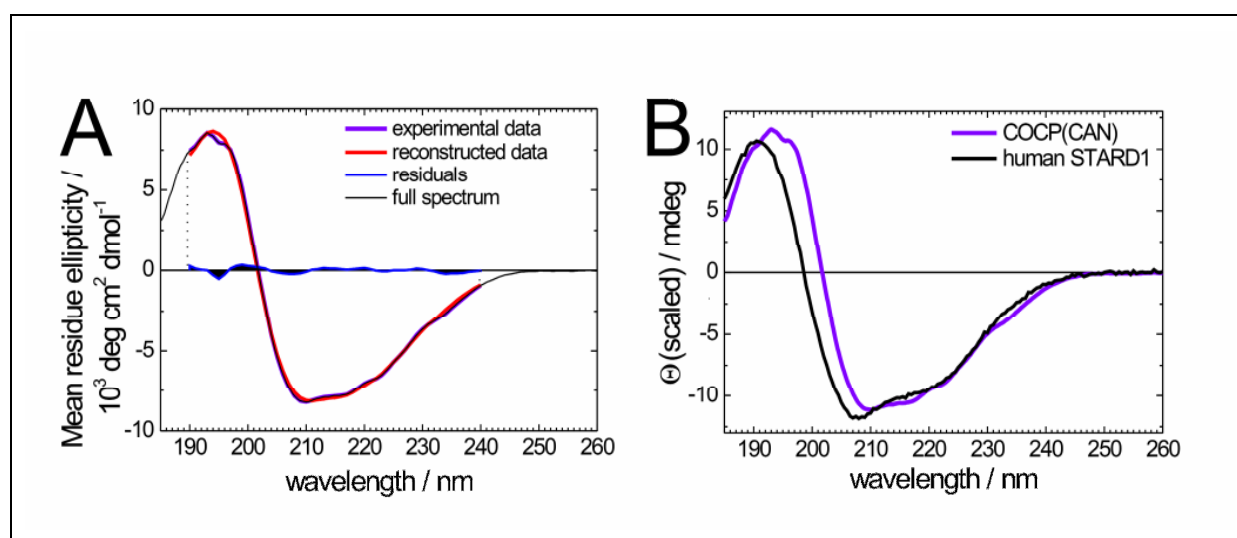 A
experimental data
reconstructed data
residuals
full spectrum
Mean residue ellipticity /
10³ deg cm² dmol⁻¹
10
5
0
-5
-10
190 200 210 220 230 240 250 260
wavelength / nm
B
COCP(CAN)
human STARD1
Θ (scaled) / mdeg
10
5
0
-5
-10
190 200 210 220 230 240 250 260
wavelength / nm